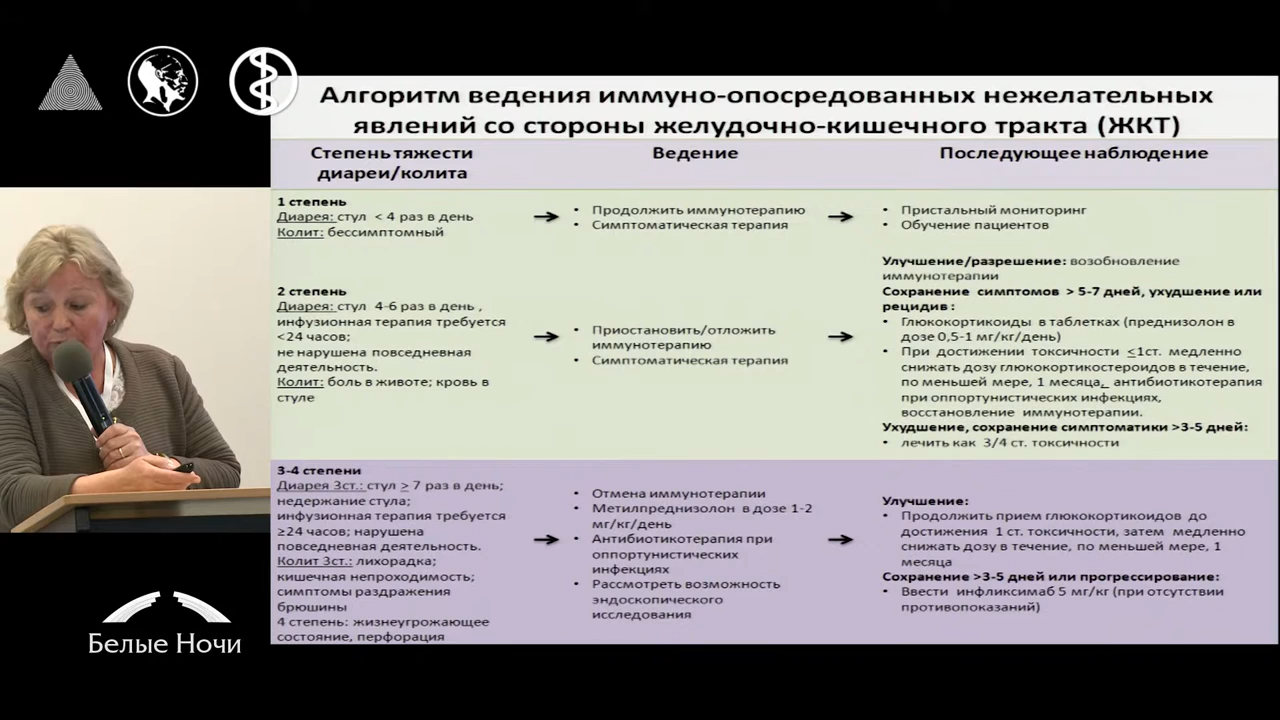 Алгоритм ведения иммуно-опосредованных нежелательных
явлений со стороны желудочно-кишечного тракта (ЖКТ)
Степень тяжести
диареи/колита
Ведение
Последующее наблюдение
1 степень
Диарея: стул < 4 раз в день
Колит: бессимптомный
• Продолжить иммунотерапию
• Симптоматическая терапия
• Пристальный мониторинг
• Обучение пациентов
2 степень
Диарея: стул 4-6 раз в день ,
инфузионная терапия требуется
<24 часов;
не нарушена повседневная
деятельность.
Колит: боль в животе; кровь в
стуле
• Приостановить/отложить
иммунотерапию
• Симптоматическая терапия
Улучшение/разрешение: возобновление
иммунотерапии
Сохранение симптомов > 5-7 дней, ухудшение или
рецидив :
• Глюкокортикоиды в таблетках (преднизолон в
дозе 0,5-1 мг/кг/день)
• При достижении токсичности ≤1ст. медленно
снижать дозу глюкокортикостероидов в течение,
по меньшей мере, 1 месяца, антибиотикотерапия
при оппортунистических инфекциях,
восстановление иммунотерапии.
Ухудшение, сохранение симптоматики >3-5 дней:
• лечить как 3/4 ст. токсичности
3-4 степени
Диарея 3ст.: стул ≥ 7 раз в день;
недержание стула;
инфузионная терапия требуется
≥24 часов; нарушена
повседневная деятельность.
Колит 3ст.: лихорадка;
кишечная непроходимость;
симптомы раздражения
брюшины
4 степень: жизнеугрожающее
состояние, перфорация
• Отмена иммунотерапии
• Метилпреднизолон в дозе 1-2
мг/кг/день
• Антибиотикотерапия при
оппортунистических
инфекциях
• Рассмотреть возможность
эндоскопического
исследования
Улучшение:
• Продолжить прием глюкокортикоидов до
достижения 1 ст. токсичности, затем медленно
снижать дозу в течение, по меньшей мере, 1
месяца
Сохранение >3-5 дней или прогрессирование:
• Ввести инфликсимаб 5 мг/кг (при отсутствии
противопоказаний)
Белые Ночи